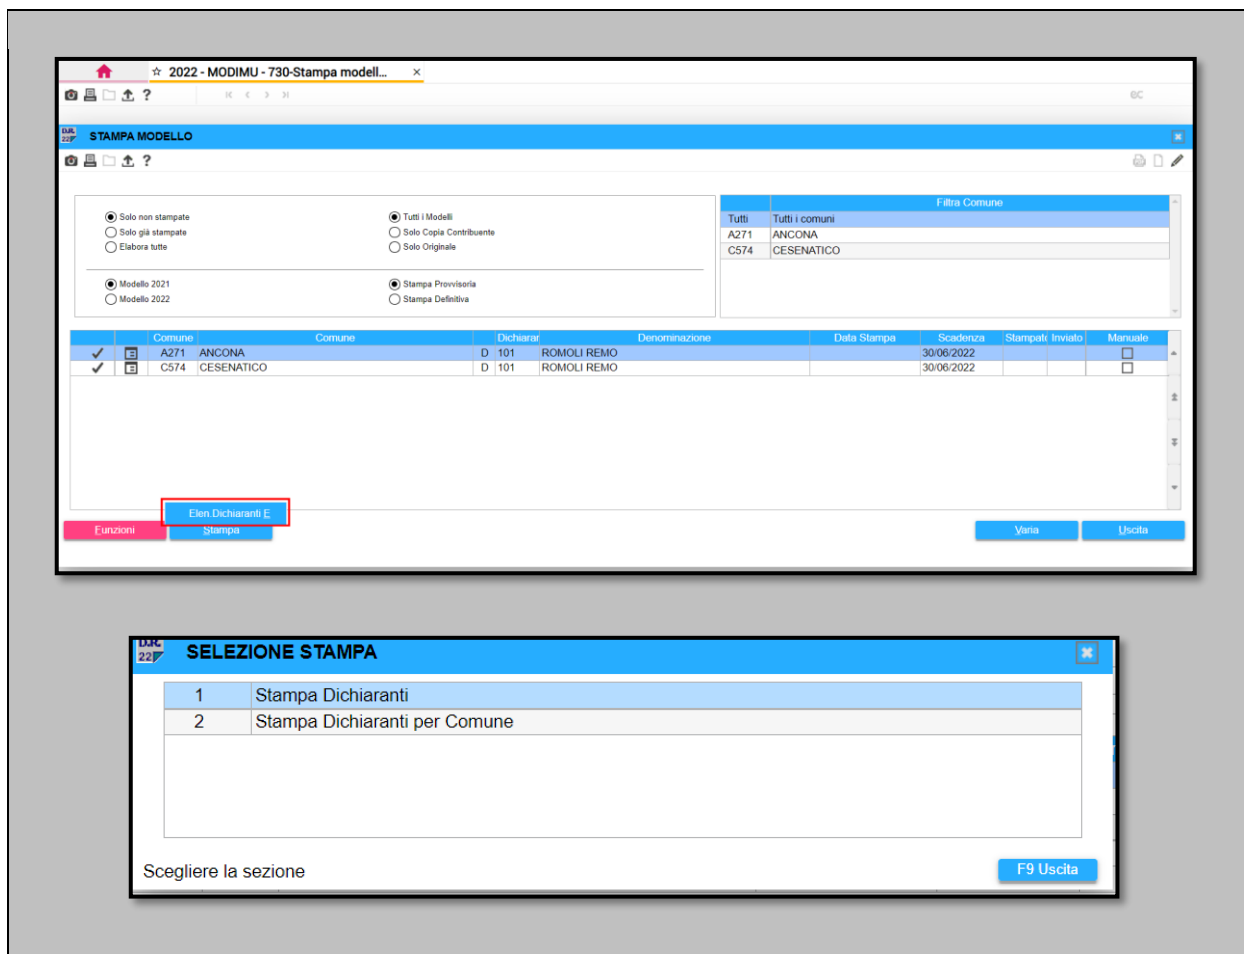 ☆ 2022 - MODIMU - 730-Stampa modell... ×
?
D.R. 22 STAMPA MODELLO
?
Solo non stampate Tutti i Modelli
Solo già stampate Solo Copia Contribuente
Elabora tutte Solo Originale
Modello 2021 Stampa Provvisoria
Modello 2022 Stampa Definitiva
Filtra Comune
Tutti Tutti i comuni
A271 ANCONA
C574 CESENATICO
Comune Comune Dichiarar Denominazione Data Stampa Scadenza Stampat Inviato Manuale
A271 ANCONA D 101 ROMOLI REMO 30/06/2022
C574 CESENATICO D 101 ROMOLI REMO 30/06/2022
Elen.Dichiaranti E
Funzioni Stampa Varia Uscita
D.R. 22 SELEZIONE STAMPA
1 Stampa Dichiaranti
2 Stampa Dichiaranti per Comune
Scegliere la sezione F9 Uscita